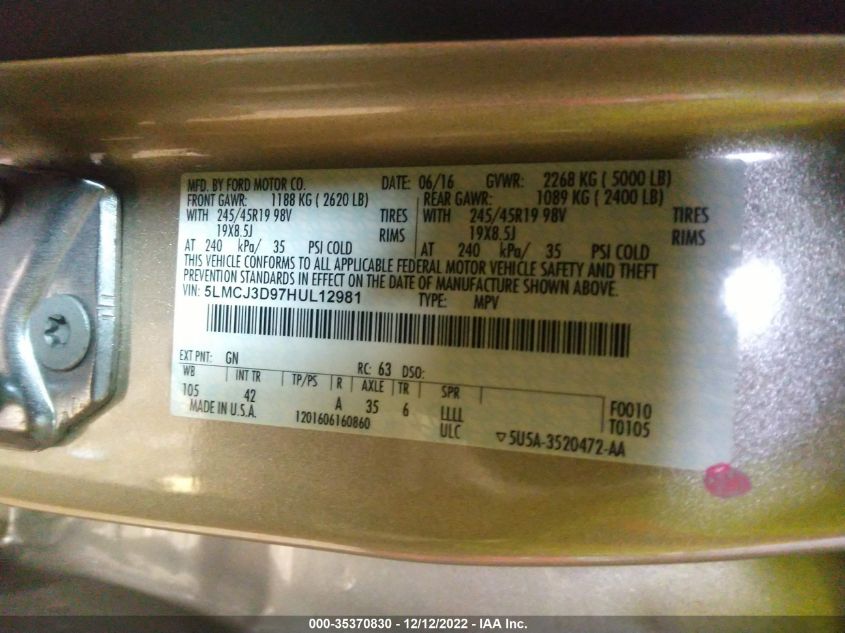 MFD. BY FORD MOTOR CO. DATE: 06/16 GVWR: 2268 KG ( 5000 LB)
FRONT GAWR: 1188 KG ( 2620 LB) REAR GAWR: 1089 KG ( 2400 LB)
WITH 245/45R19 98V TIRES WITH 245/45R19 98V TIRES
19X8.5J RIMS 19X8.5J RIMS
AT 240 kPa/ 35 PSI COLD AT 240 kPa/ 35 PSI COLD
THIS VEHICLE CONFORMS TO ALL APPLICABLE FEDERAL MOTOR VEHICLE SAFETY AND THEFT
PREVENTION STANDARDS IN EFFECT ON THE DATE OF MANUFACTURE SHOWN ABOVE.
VIN: 5LMCJ3D97HUL12981 TYPE: MPV
EXT PNT: GN RC: 63 DSO:
WB INT TR TP/PS R AXLE TR SPR
105 42 A 35 6 LLLL F0010
MADE IN U.S.A. 1201606160860 ULC T0105
▽5U5A-3520472-AA
000-35370830 - 12/12/2022 - IAA Inc.